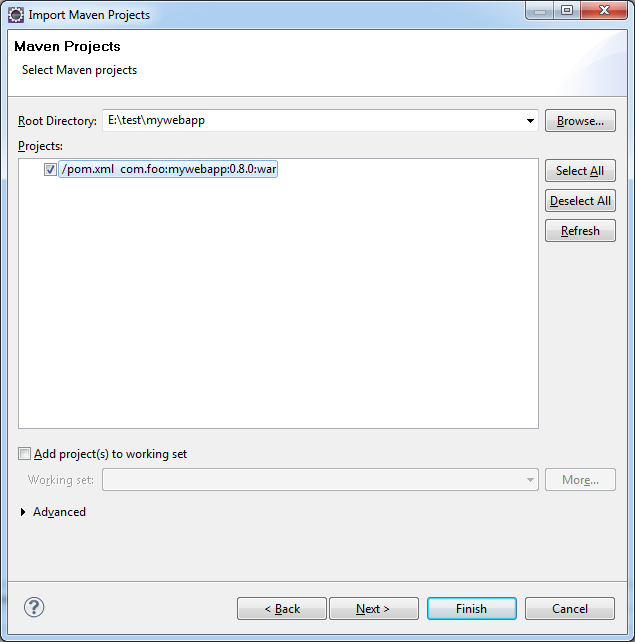 Import Maven Projects
Maven Projects
Select Maven projects
Root Directory: E:\test\mywebapp Browse...
Projects:
/pom.xml com.foo:mywebapp:0.8.0:war
Select All
Deselect All
Refresh
Add project(s) to working set
Working set: More...
Advanced
? < Back Next > Finish Cancel